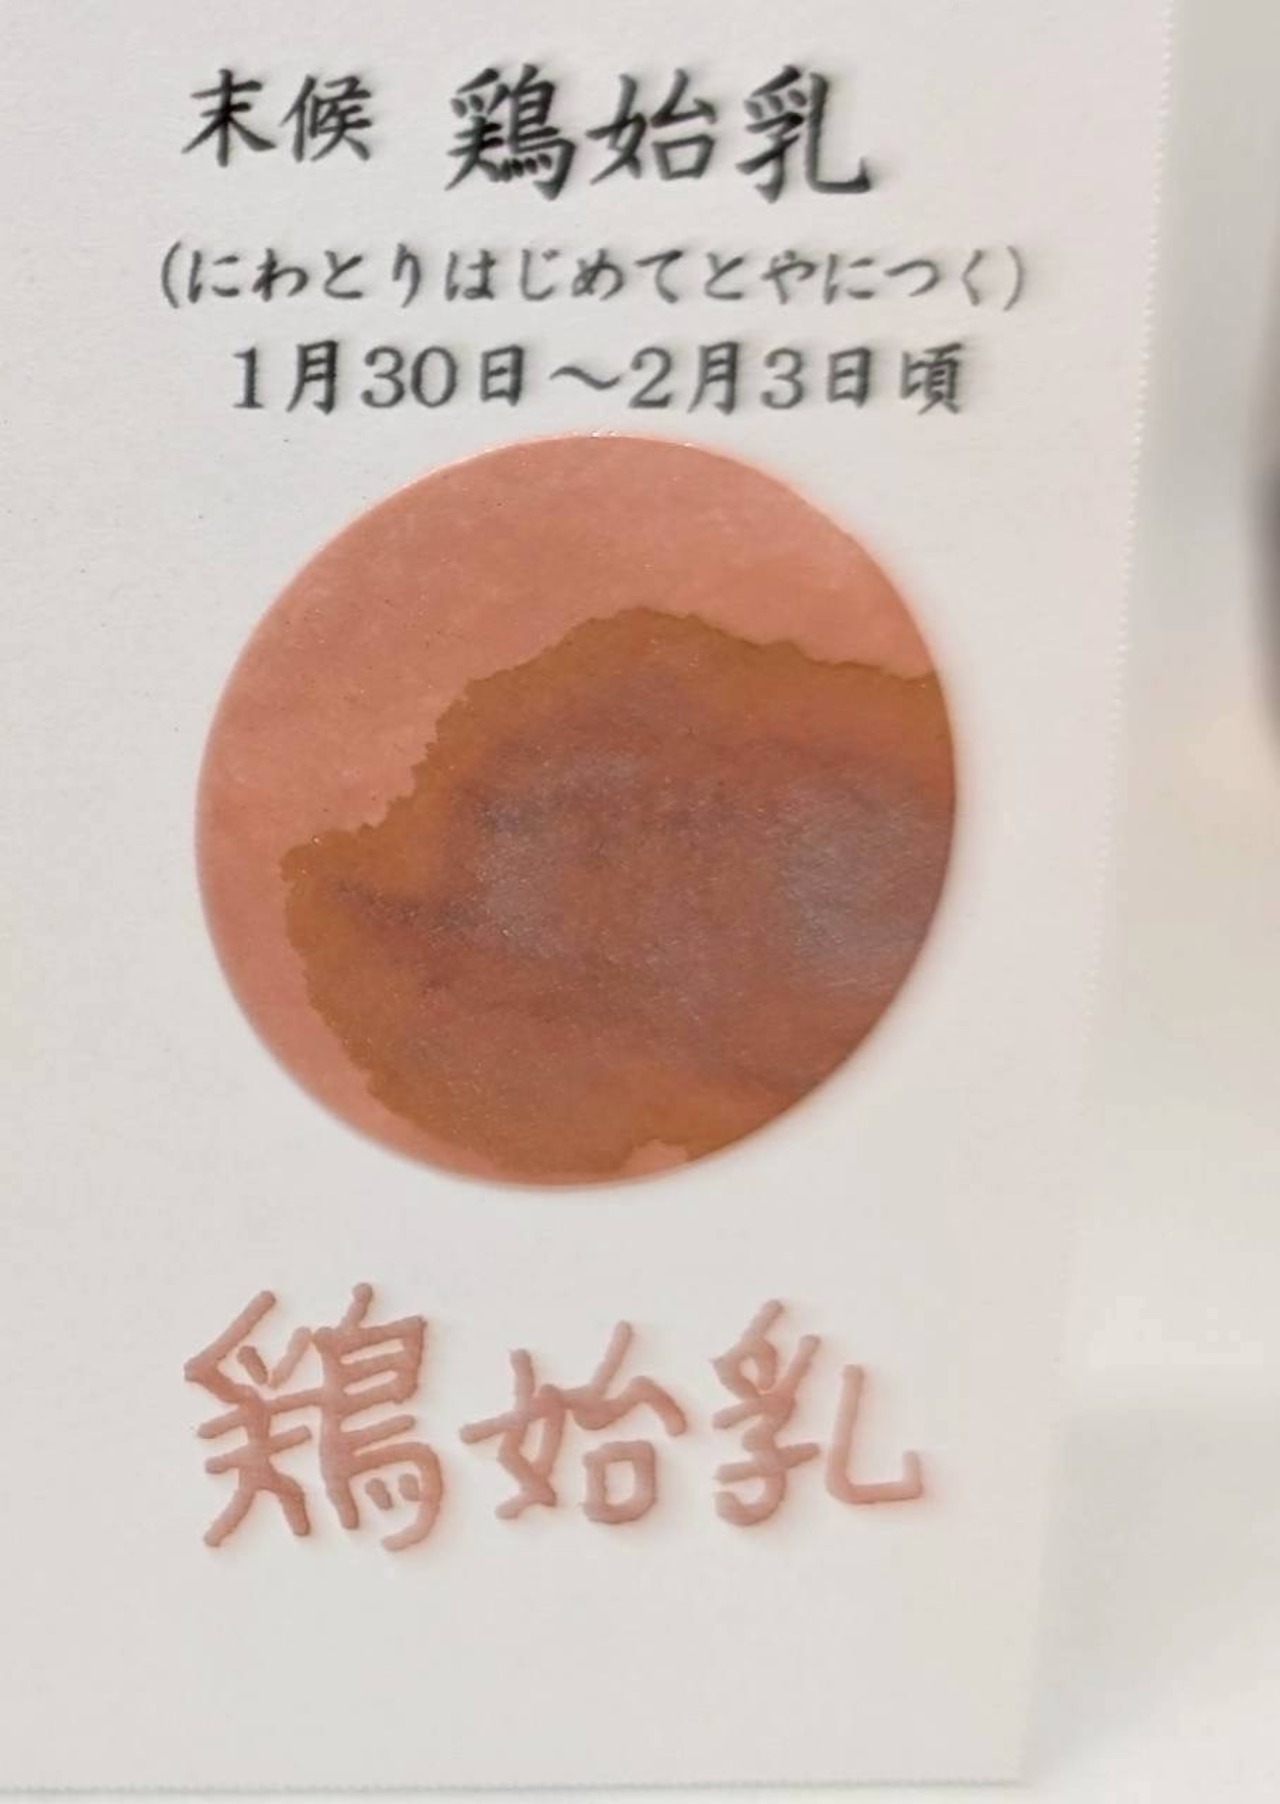 末候 鶏始乳
(にわとりはじめてとやにつく)
1月30日～2月3日頃
鶏始乳